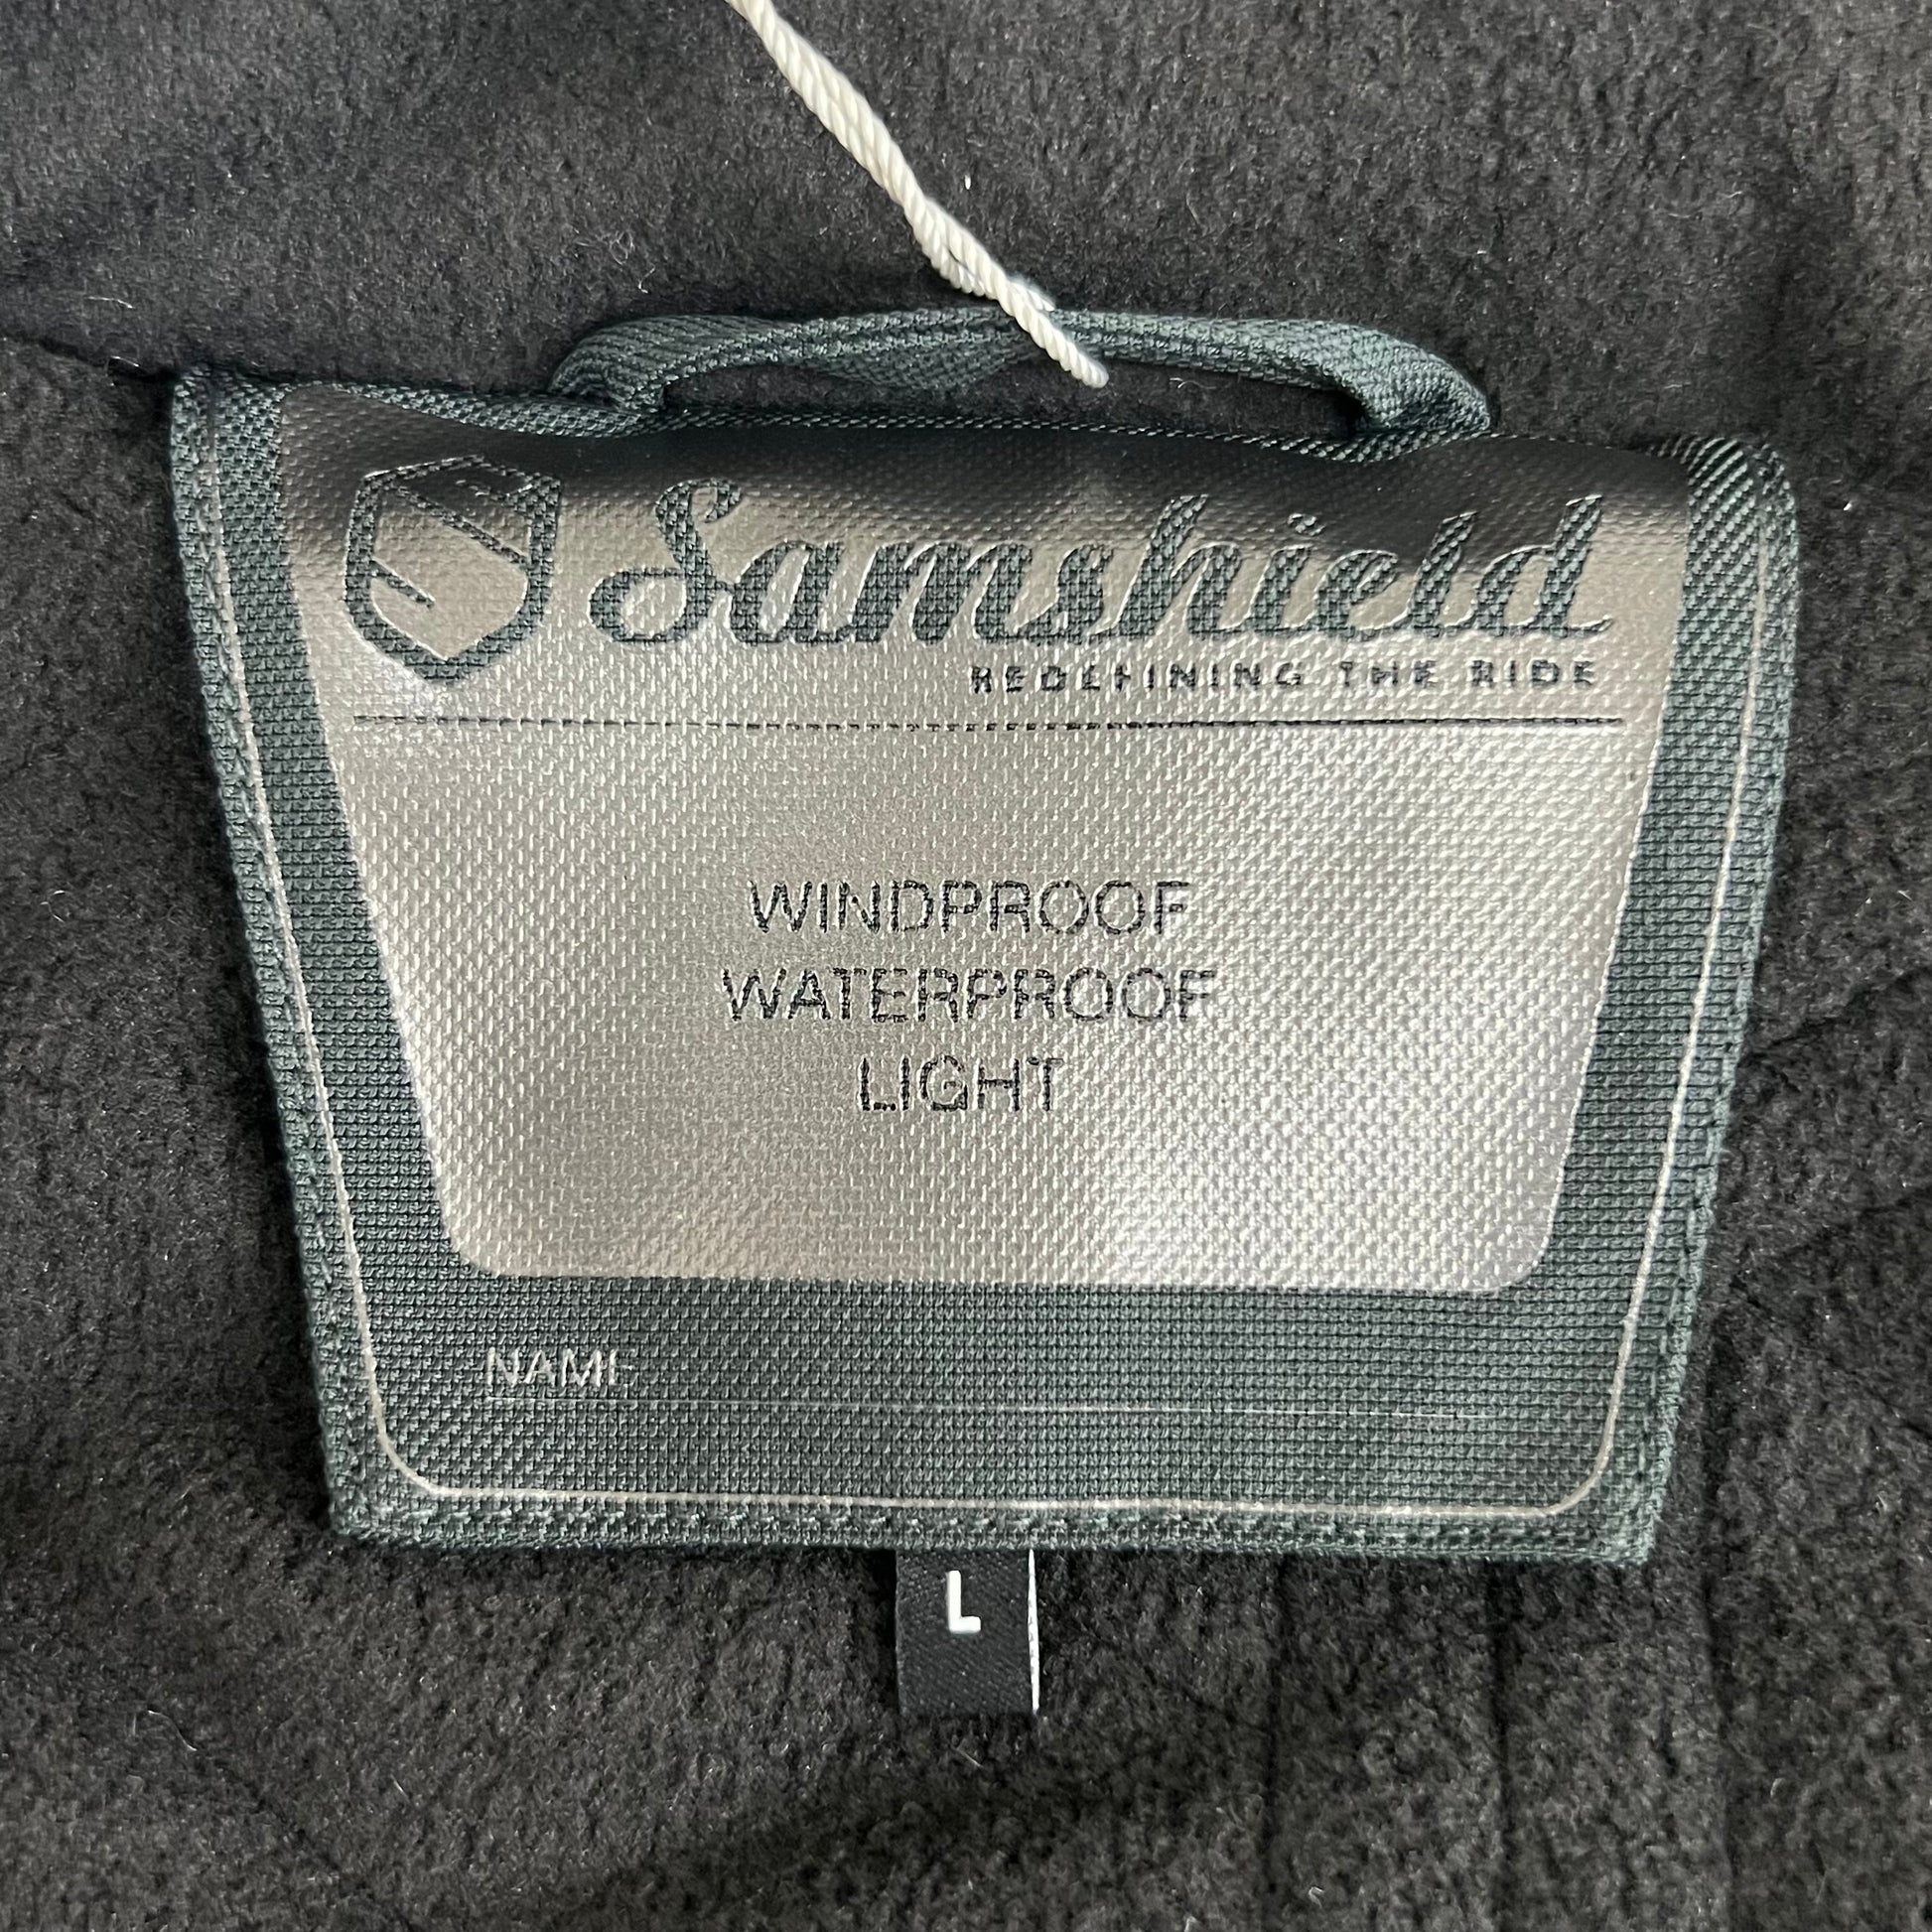 Samshield
REDEFINING THE RIDE
WINDPROOF
WATERPROOF
LIGHT
NAME
L